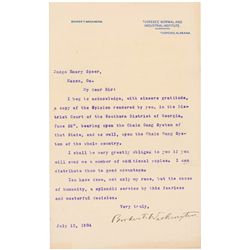 BOOKER T. WASHINGTON.
TUSKEGEE NORMAL AND
INDUSTRIAL INSTITUTE
TUSKEGEE, ALABAMA.
Judge Emory Speer,
Macon, Ga.
My dear Sir:
I beg to acknowledge, with sincere gratitude,
a copy of the Opinion rendered by you, in the Dis-
trict Court of the Southern District of Georgia,
June 28", bearing upon the Chain Gang System of
that State, and as well, upon the Chain Gang Sys-
tem of the whole country.
I shall be very greatly obliged to you if you
will send me a number of additional copies. I can
distribute them to good advantage.
You have done, not only my race, but the cause
of humanity, a splendid service by this fearless
and masterful decision.
Very truly,
Booker T. Washington
July 12, 1904